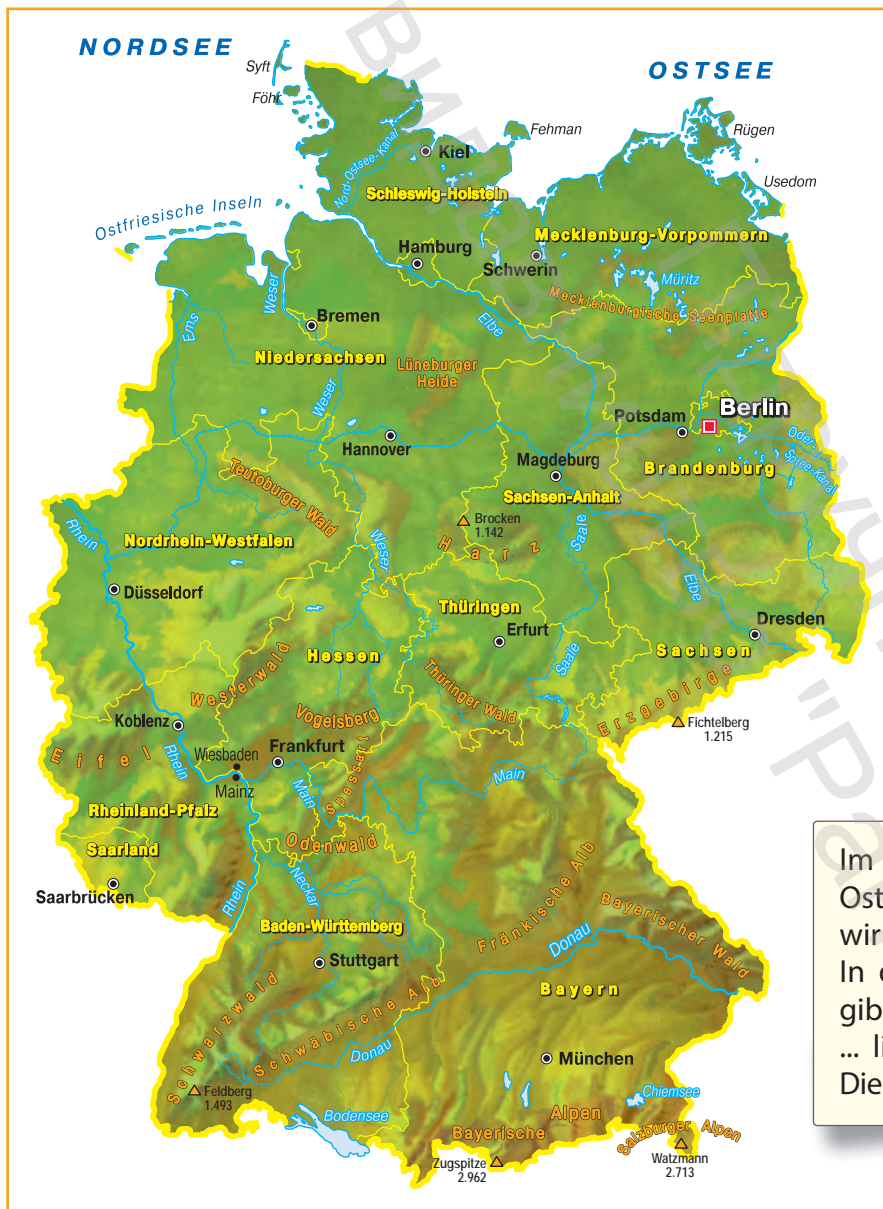 NORDSEE
OSTSEE
Syft
Föhr
Fehman
Rügen
Usedom
Nord-Ostsee-Kanal
Kiel
Schleswig-Holstein
Ostfriesische Inseln
Mecklenburg-Vorpommern
Hamburg
Schwerin
Müritz
Mecklenburgische Seenplatte
Weser
Ems
Bremen
Elbe
Niedersachsen
Lüneburger
Heide
Weser
Berlin
Potsdam
Hannover
Oder-
Spree-Kanal
Magdeburg
Brandenburg
Sachsen-Anhalt
Teutoburger Wald
Brocken
1.142
Harz
Saale
Rhein
Nordrhein-Westfalen
Weser
Elbe
Düsseldorf
Thüringen
Erfurt
Dresden
Sachsen
Hessen
Saale
Westerwald
Thüringer Wald
Erzgebirge
Vogelsberg
Koblenz
Fichtelberg
1.215
Eifel
Rhein
Wiesbaden
Frankfurt
Mainz
Main
Spessart
Main
Rheinland-Pfalz
Odenwald
Saarland
Saarbrücken
Rhein
Neckar
Fränkische Alb
Bayerischer Wald
Baden-Württemberg
Donau
Stuttgart
Bayern
Schwarzwald
Schwäbische Alb
Donau
München
Feldberg
1.493
Chiemsee
Bodensee
Bayerische Alpen
Salzburger Alpen
Zugspitze
2.962
Watzmann
2.713
Im
Ost
wir
In
gib
... li
Die